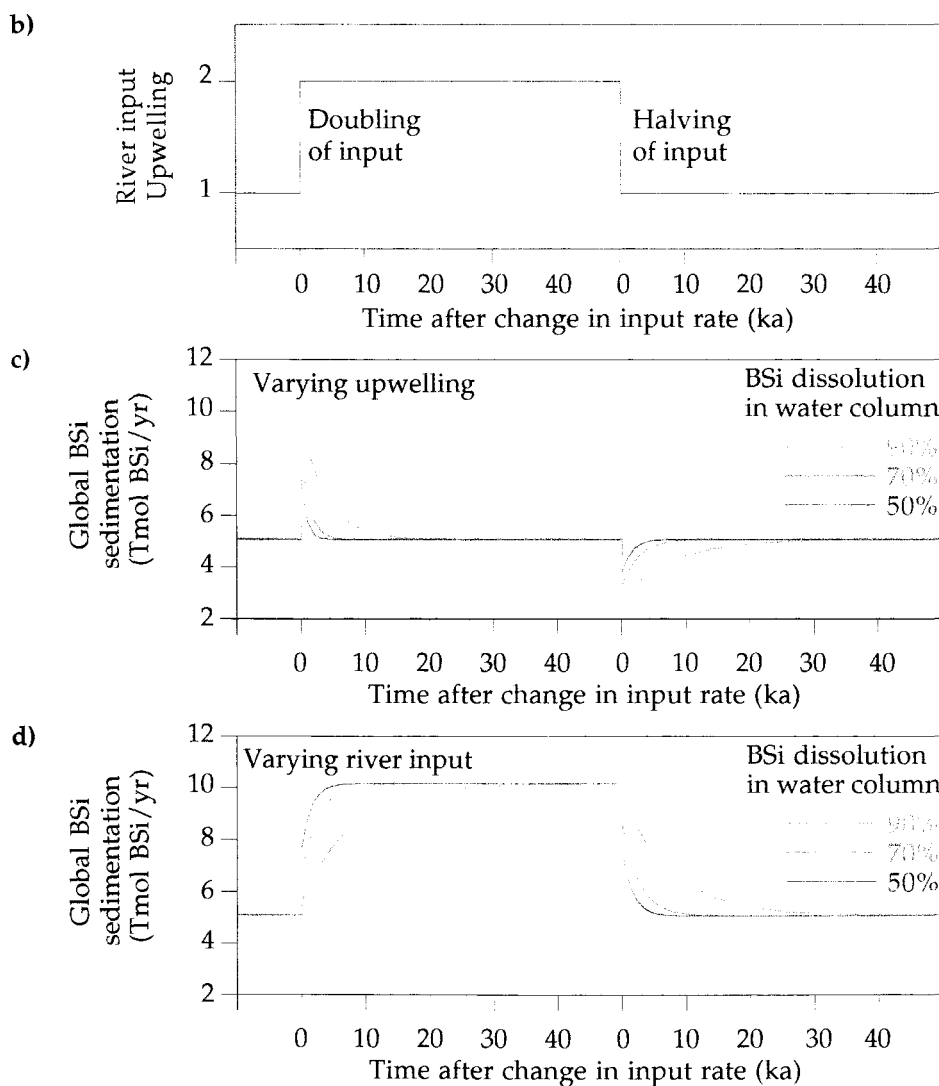 b)
River input
Upwelling
2
1
Doubling
of input
Halving
of input
0 10 20 30 40 0 10 20 30 40
Time after change in input rate (ka)
c)
Global BSi
sedimentation
(Tmol BSi/yr)
12
10
8
6
4
2
Varying upwelling
BSi dissolution
in water column
90%
70%
50%
0 10 20 30 40 0 10 20 30 40
Time after change in input rate (ka)
d)
Global BSi
sedimentation
(Tmol BSi/yr)
12
10
8
6
4
2
Varying river input
BSi dissolution
in water column
90%
70%
50%
0 10 20 30 40 0 10 20 30 40
Time after change in input rate (ka)